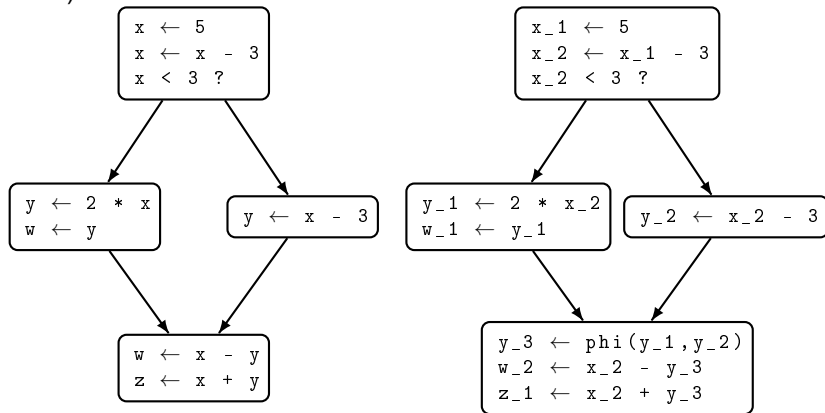 x ← 5
x ← x - 3
x < 3 ?
y ← 2 * x
w ← y
y ← x - 3
w ← x - y
z ← x + y
x_1 ← 5
x_2 ← x_1 - 3
x_2 < 3 ?
y_1 ← 2 * x_2
w_1 ← y_1
y_2 ← x_2 - 3
y_3 ← phi(y_1,y_2)
w_2 ← x_2 - y_3
z_1 ← x_2 + y_3